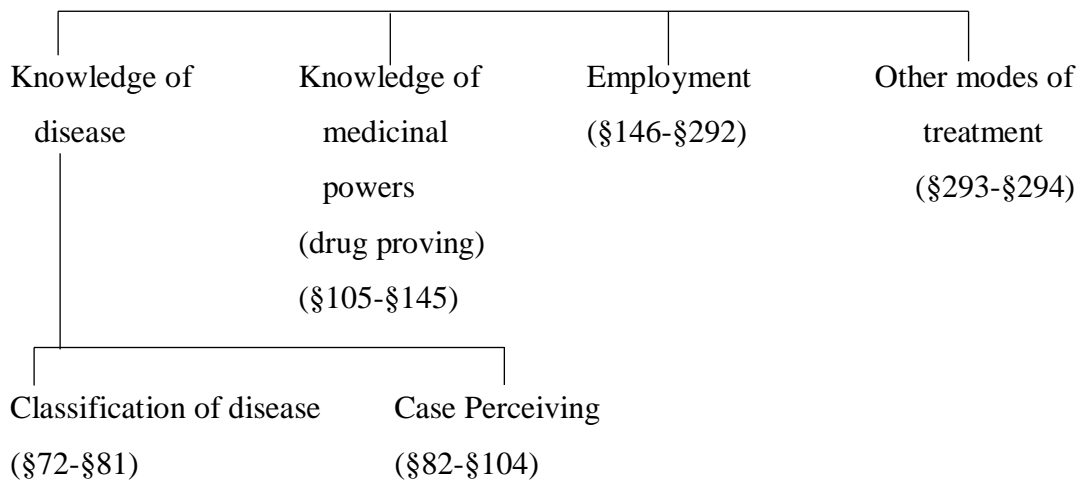 Knowledge of
disease
Knowledge of
medicinal
powers
(drug proving)
(§105-§145)
Employment
(§146-§292)
Other modes of
treatment
(§293-§294)
Classification of disease
(§72-§81)
Case Perceiving
(§82-§104)